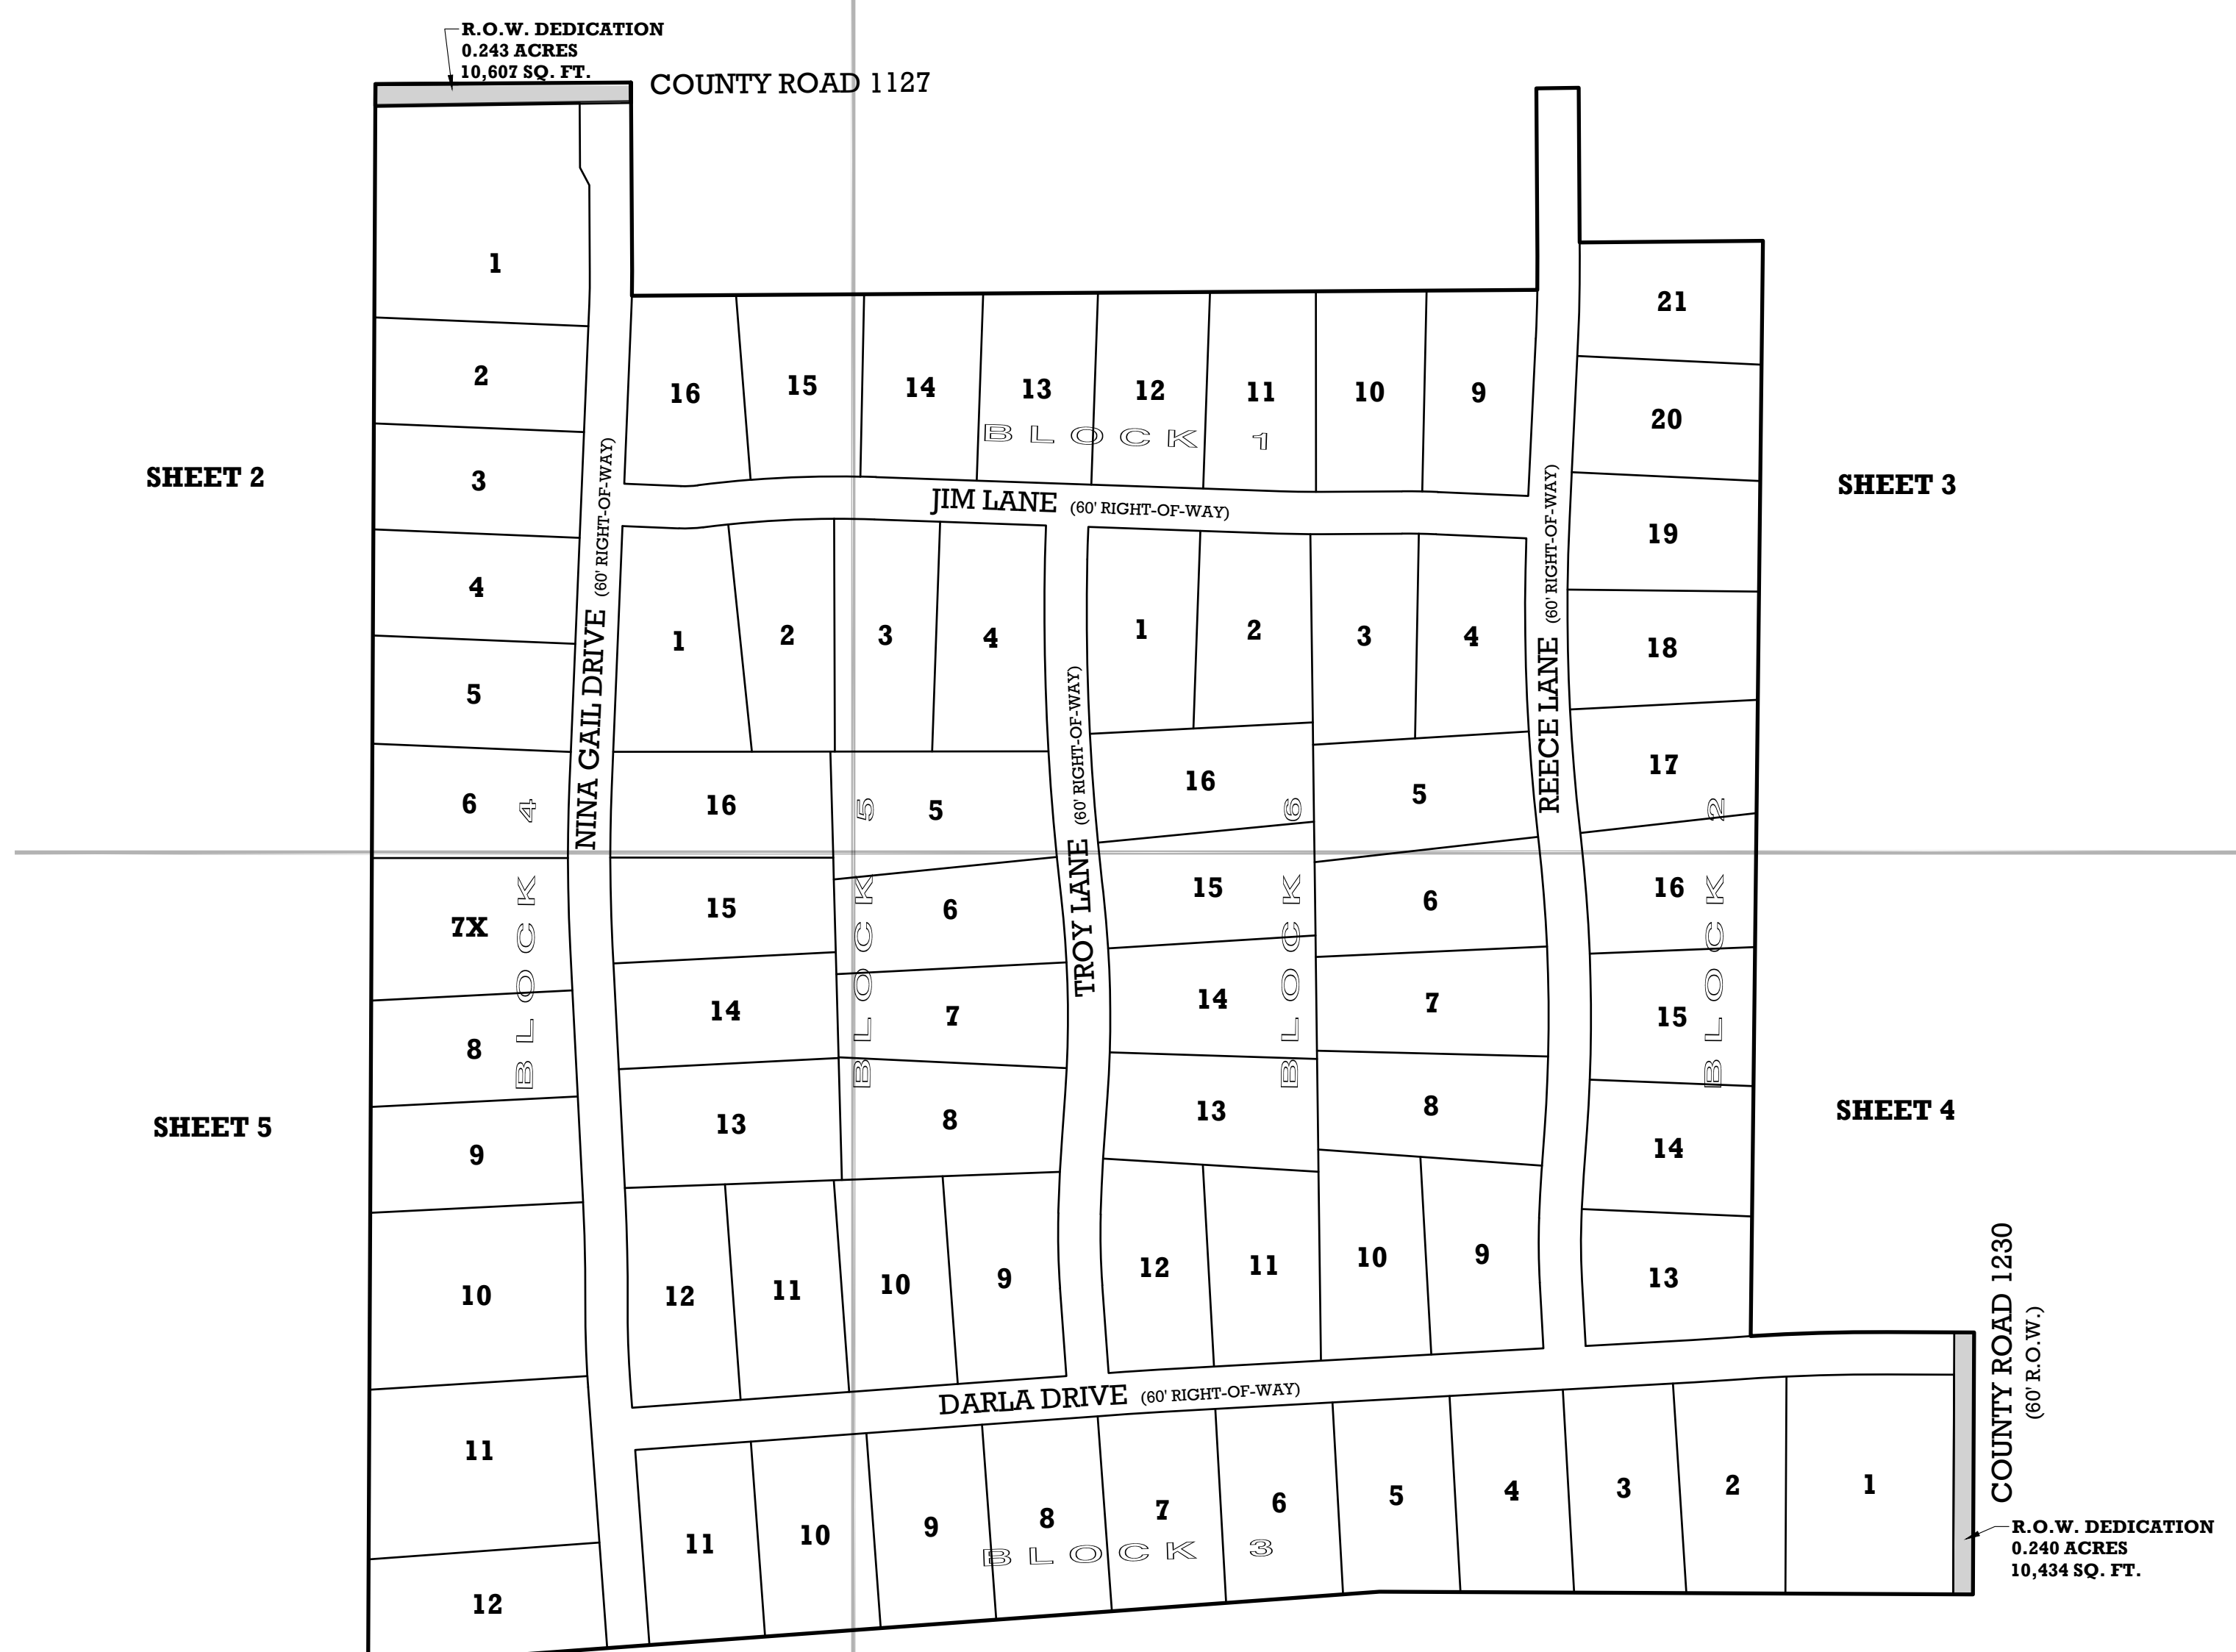 R.O.W. DEDICATION
0.243 ACRES
10,607 SQ. FT.
COUNTY ROAD 1127
1
2
3
4
5
6
7X
8
9
10
11
12
BLOCK 4
SHEET 2
SHEET 5
NINA GAIL DRIVE (60' RIGHT-OF-WAY)
16
15
14
13
12
11
10
9
BLOCK 1
JIM LANE (60' RIGHT-OF-WAY)
1
2
3
4
16
5
15
6
14
7
13
8
12
11
10
9
BLOCK 5
TROY LANE (60' RIGHT-OF-WAY)
1
2
3
4
16
5
15
6
14
7
13
8
12
11
10
9
BLOCK 6
REECE LANE (60' RIGHT-OF-WAY)
21
20
19
18
17
16
15
14
13
BLOCK 2
SHEET 3
SHEET 4
DARLA DRIVE (60' RIGHT-OF-WAY)
11
10
9
8
7
6
5
4
3
2
1
BLOCK 3
COUNTY ROAD 1230
(60' R.O.W.)
R.O.W. DEDICATION
0.240 ACRES
10,434 SQ. FT.